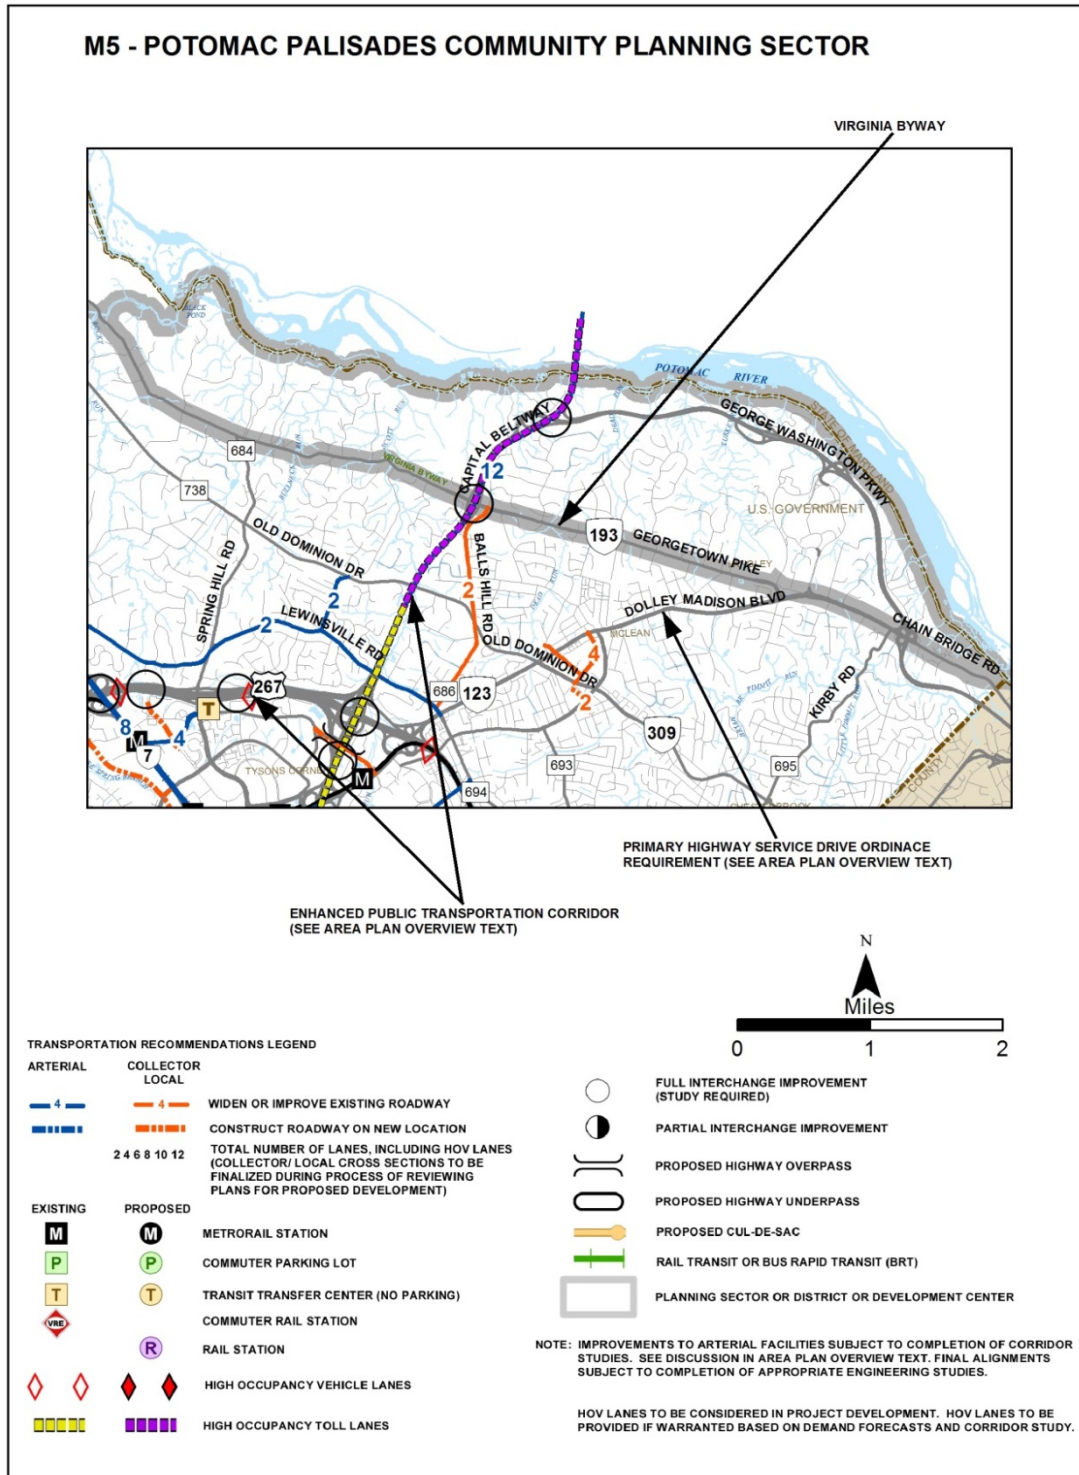 M5 - POTOMAC PALISADES COMMUNITY PLANNING SECTOR
VIRGINIA BYWAY
BLACK
POND
POTOMAC RIVER
STATE OF MARYLAND
GEORGE WASHINGTON PKWY
CAPITAL BELTWAY
12
684
738
VIRGINIA BYWAY
U.S. GOVERNMENT
193
GEORGETOWN PIKE
OLD DOMINION DR
SPRING HILL RD
BALLS HILL RD
DEAD RUN
2
2
2
LEWINSVILLE RD
DOLLEY MADISON BLVD
MCLEAN
OLD DOMINION DR
4
2
CHAIN BRIDGE RD
KIRBY RD
267
686
123
309
T
8
M
7
4
TYSONS CORNER
M
693
695
694
COUNTY
PRIMARY HIGHWAY SERVICE DRIVE ORDINACE
REQUIREMENT (SEE AREA PLAN OVERVIEW TEXT)
ENHANCED PUBLIC TRANSPORTATION CORRIDOR
(SEE AREA PLAN OVERVIEW TEXT)
N
Miles
0 1 2
TRANSPORTATION RECOMMENDATIONS LEGEND
ARTERIAL COLLECTOR
LOCAL
4 4 WIDEN OR IMPROVE EXISTING ROADWAY
CONSTRUCT ROADWAY ON NEW LOCATION
2 4 6 8 10 12 TOTAL NUMBER OF LANES, INCLUDING HOV LANES
(COLLECTOR/ LOCAL CROSS SECTIONS TO BE
FINALIZED DURING PROCESS OF REVIEWING
PLANS FOR PROPOSED DEVELOPMENT)
EXISTING PROPOSED
M M METRORAIL STATION
P P COMMUTER PARKING LOT
T T TRANSIT TRANSFER CENTER (NO PARKING)
VRE COMMUTER RAIL STATION
R RAIL STATION
HIGH OCCUPANCY VEHICLE LANES
HIGH OCCUPANCY TOLL LANES
FULL INTERCHANGE IMPROVEMENT
(STUDY REQUIRED)
PARTIAL INTERCHANGE IMPROVEMENT
PROPOSED HIGHWAY OVERPASS
PROPOSED HIGHWAY UNDERPASS
PROPOSED CUL-DE-SAC
RAIL TRANSIT OR BUS RAPID TRANSIT (BRT)
PLANNING SECTOR OR DISTRICT OR DEVELOPMENT CENTER
NOTE: IMPROVEMENTS TO ARTERIAL FACILITIES SUBJECT TO COMPLETION OF CORRIDOR
STUDIES. SEE DISCUSSION IN AREA PLAN OVERVIEW TEXT. FINAL ALIGNMENTS
SUBJECT TO COMPLETION OF APPROPRIATE ENGINEERING STUDIES.
HOV LANES TO BE CONSIDERED IN PROJECT DEVELOPMENT. HOV LANES TO BE
PROVIDED IF WARRANTED BASED ON DEMAND FORECASTS AND CORRIDOR STUDY.